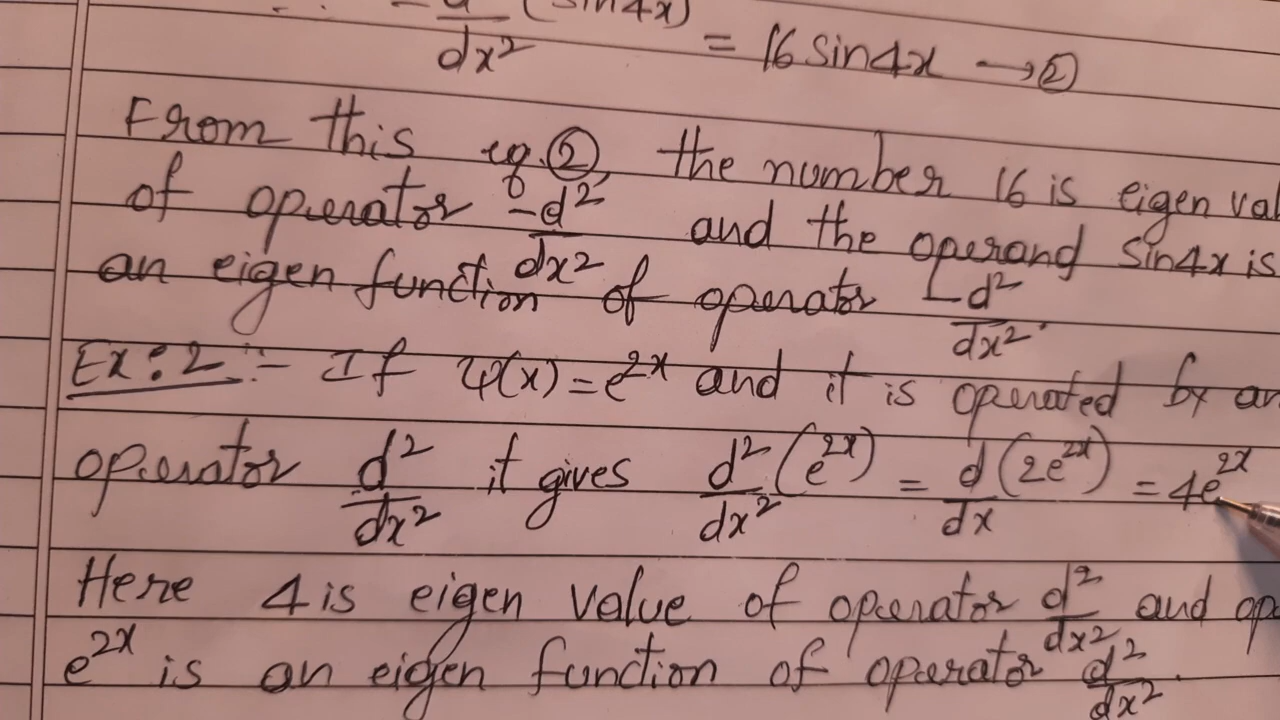 -d²/dx² (sin4x) = 16 sin4x → ②
From this eq.②, the number 16 is eigen val
of operator -d²/dx² and the operand sin4x is
an eigen function of operator -d²/dx².
Ex:2:- If ψ(x) = e^2x and it is operated by an
operator d²/dx² it gives d²/dx² (e^2x) = d/dx (2e^2x) = 4e^2x
Here 4 is eigen value of operator d²/dx² and op
e^2x is an eigen function of operator d²/dx².